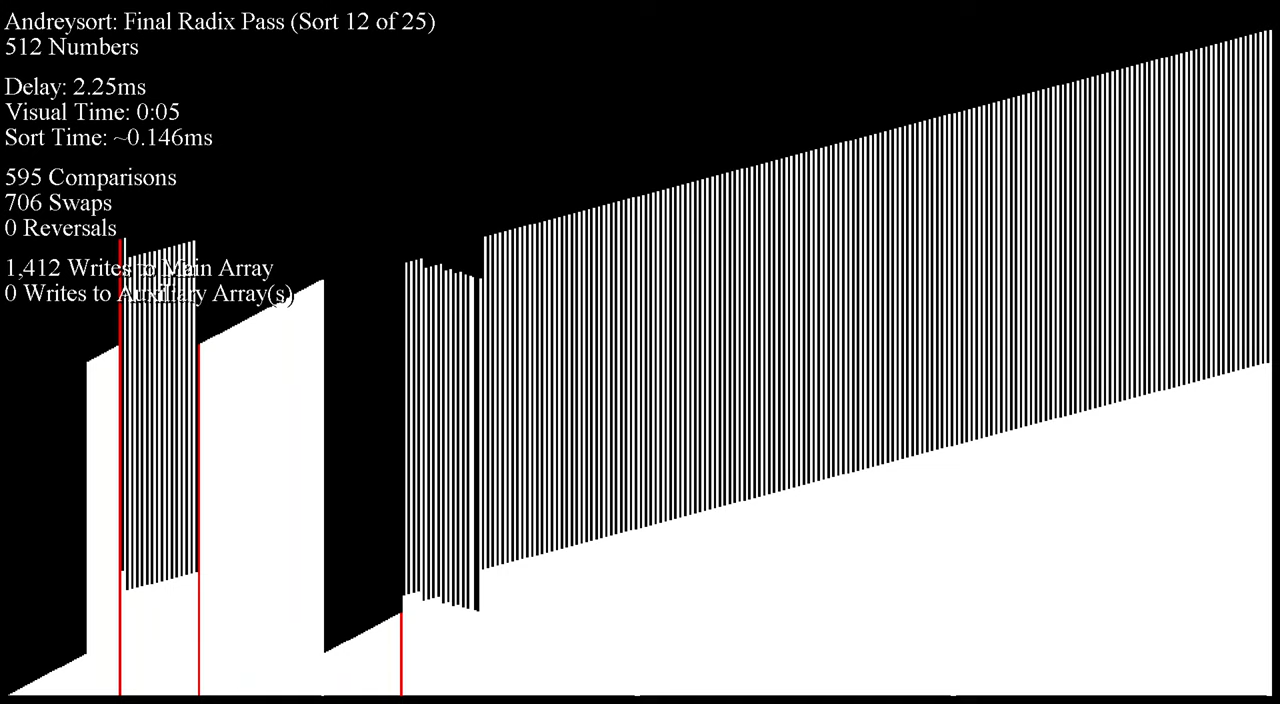 Andreysort: Final Radix Pass (Sort 12 of 25)
512 Numbers
Delay: 2.25ms
Visual Time: 0:05
Sort Time: ~0.146ms
595 Comparisons
706 Swaps
0 Reversals
1,412 Writes to Main Array
0 Writes to Auxiliary Array(s)